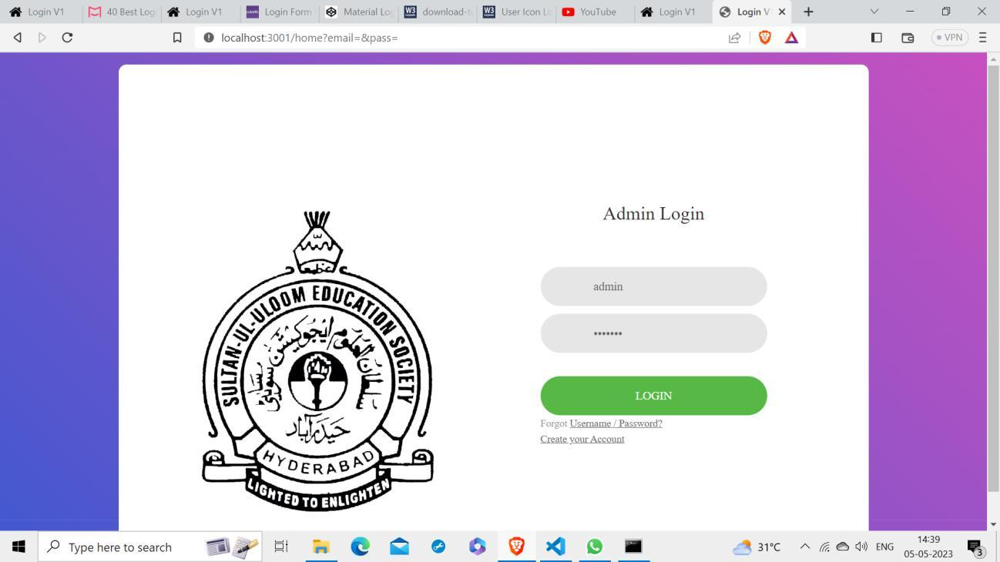 Login V1
40 Best Log
Login V1
Login Form
Material Log
download-t
User Icon Lo
YouTube
Login V1
Login V
localhost:3001/home?email=&pass=
VPN
Admin Login
admin
LOGIN
Forgot Username / Password?
Create your Account
abc
SULTAN-UL-ULOOM EDUCATION SOCIETY
سلطان العلوم ایجوکیشن سوسائٹی
حیدرآباد
HYDERABAD
LIGHTED TO ENLIGHTEN
Type here to search
31°C
ENG
14:39
05-05-2023
3